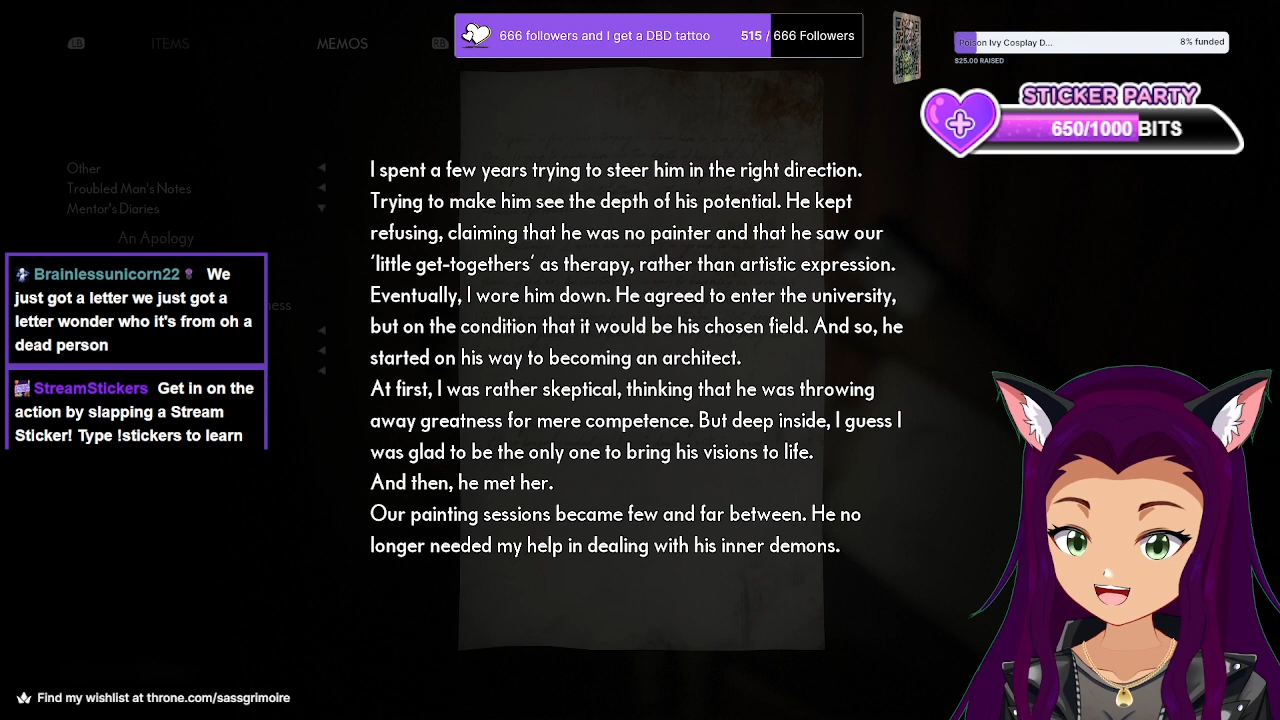 LB
ITEMS
MEMOS
RB
666 followers and I get a DBD tattoo
515 / 666 Followers
Poison Ivy Cosplay D...
8% funded
$25.00 RAISED
STICKER PARTY
650/1000 BITS
Other
Troubled Man's Notes
Mentor's Diaries
An Apology
ness
Brainlessunicorn22 We
just got a letter we just got a
letter wonder who it's from oh a
dead person
StreamStickers Get in on the
action by slapping a Stream
Sticker! Type !stickers to learn
I spent a few years trying to steer him in the right direction.
Trying to make him see the depth of his potential. He kept
refusing, claiming that he was no painter and that he saw our
'little get-togethers' as therapy, rather than artistic expression.
Eventually, I wore him down. He agreed to enter the university,
but on the condition that it would be his chosen field. And so, he
started on his way to becoming an architect.
At first, I was rather skeptical, thinking that he was throwing
away greatness for mere competence. But deep inside, I guess I
was glad to be the only one to bring his visions to life.
And then, he met her.
Our painting sessions became few and far between. He no
longer needed my help in dealing with his inner demons.
Find my wishlist at throne.com/sassgrimoire